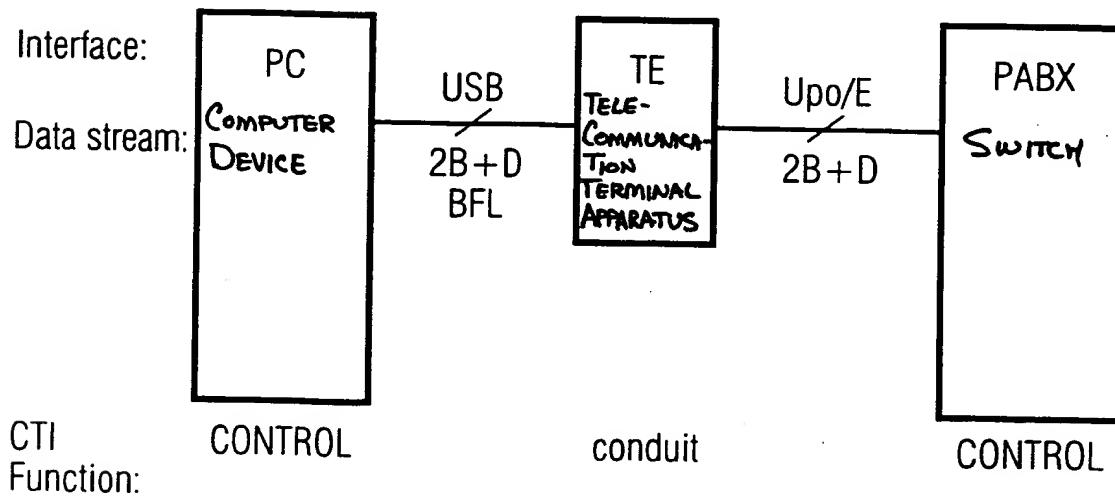 Interface:
PC
USB
TE
Upo/E
PABX
Data stream:
COMPUTER
DEVICE
2B+D
BFL
TELE-
COMMUNICA-
TION
TERMINAL
APPARATUS
2B+D
SWITCH
CTI
Function:
CONTROL
conduit
CONTROL